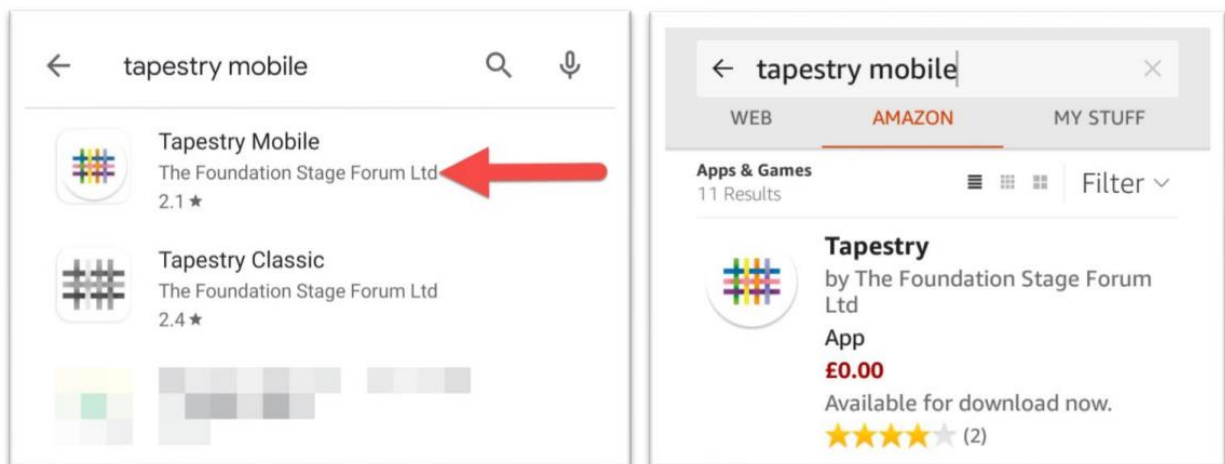 tapestry mobile
Tapestry Mobile
The Foundation Stage Forum Ltd
2.1 ★
Tapestry Classic
The Foundation Stage Forum Ltd
2.4 ★
tapestry mobile
WEB AMAZON MY STUFF
Apps & Games
11 Results
Filter
Tapestry
by The Foundation Stage Forum
Ltd
App
£0.00
Available for download now.
(2)